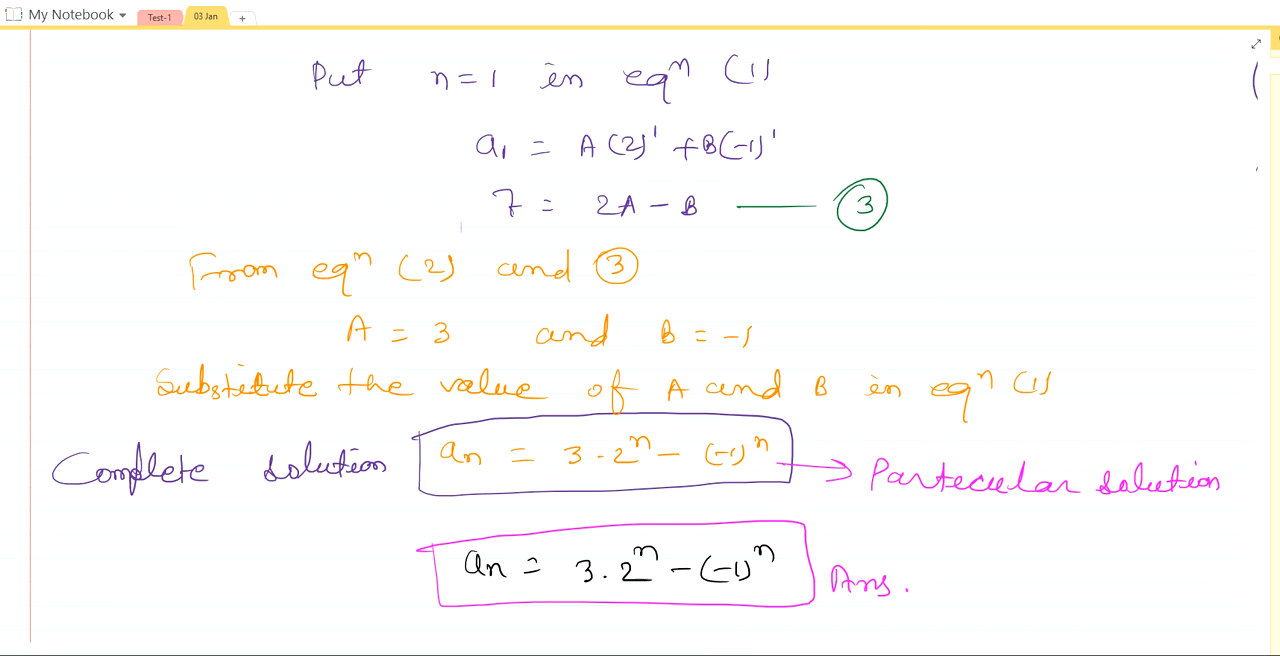 My Notebook Test-1 03 Jan +
Put n=1 in eqⁿ (1)
a₁ = A(2)¹ + B(-1)¹
7 = 2A - B —— ③
From eqⁿ (2) and ③
A = 3 and B = -1
Substitute the value of A and B in eqⁿ (1)
Complete solution aₙ = 3·2ⁿ - (-1)ⁿ → Particular solution
aₙ = 3·2ⁿ - (-1)ⁿ Ans.